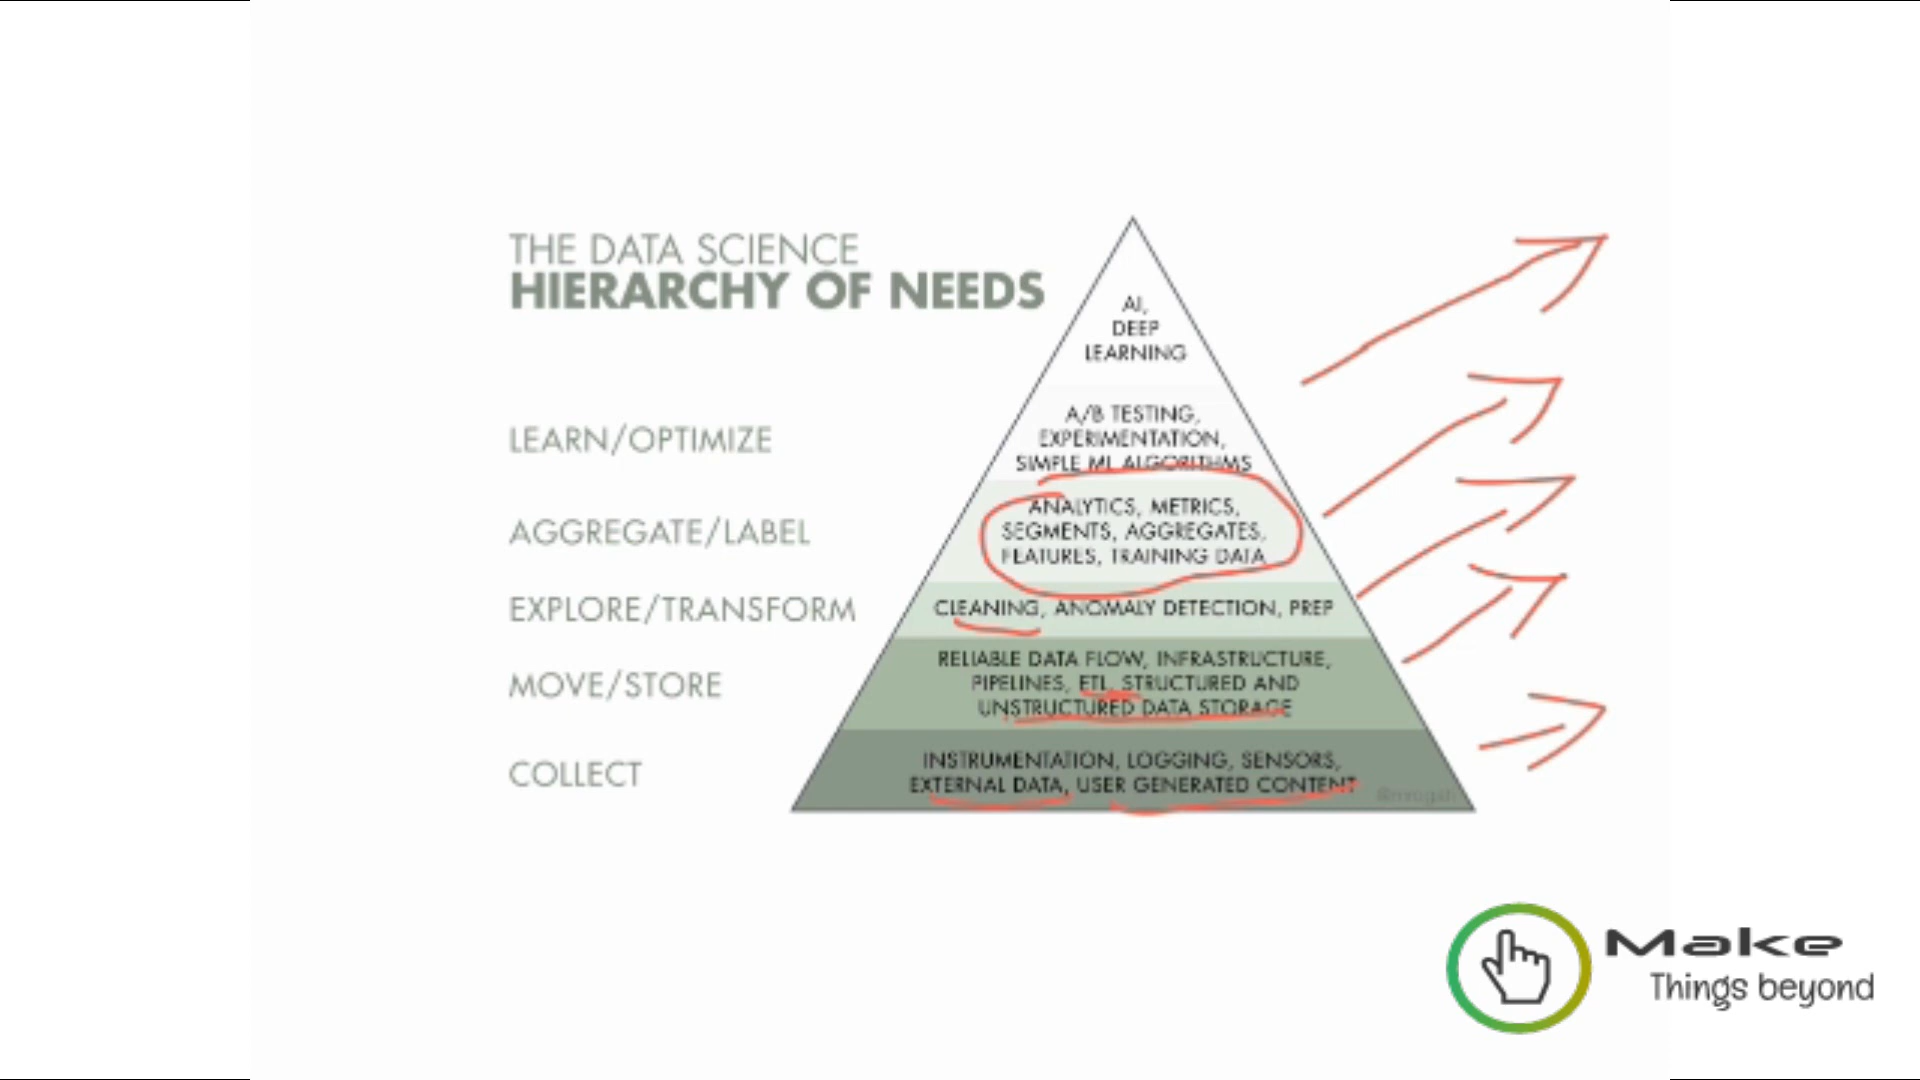 THE DATA SCIENCE
HIERARCHY OF NEEDS
AI,
DEEP
LEARNING
LEARN/OPTIMIZE
A/B TESTING,
EXPERIMENTATION,
SIMPLE ML ALGORITHMS
AGGREGATE/LABEL
ANALYTICS, METRICS,
SEGMENTS, AGGREGATES,
FEATURES, TRAINING DATA
EXPLORE/TRANSFORM
CLEANING, ANOMALY DETECTION, PREP
MOVE/STORE
RELIABLE DATA FLOW, INFRASTRUCTURE,
PIPELINES, ETL, STRUCTURED AND
UNSTRUCTURED DATA STORAGE
COLLECT
INSTRUMENTATION, LOGGING, SENSORS,
EXTERNAL DATA, USER GENERATED CONTENT
Make
Things beyond